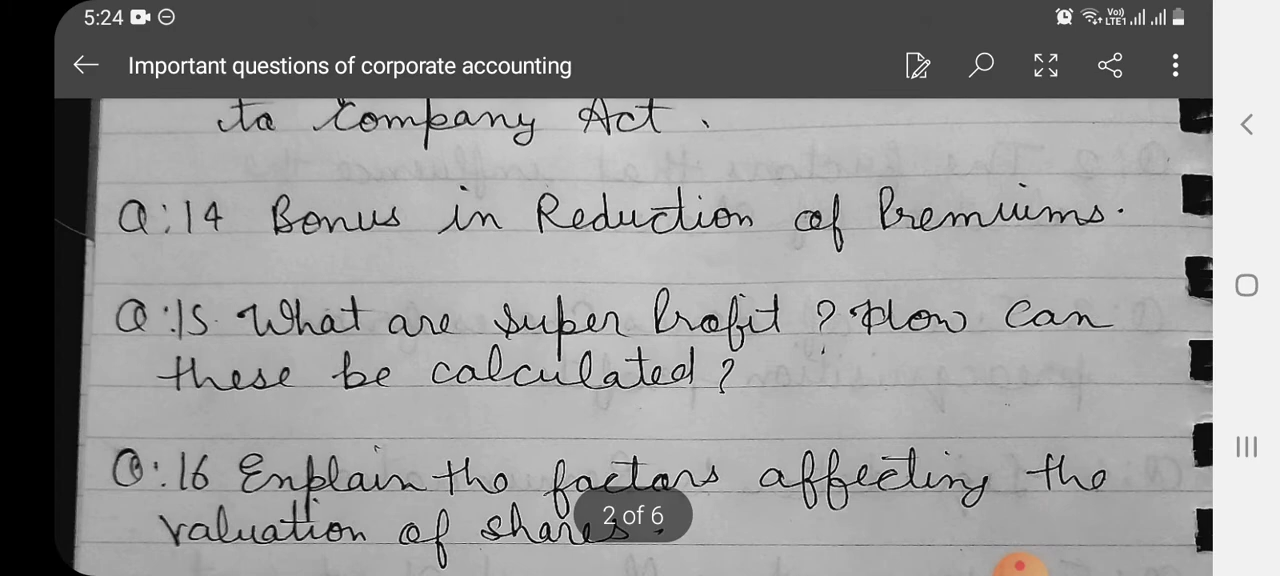 5:24
Vo)) LTE1
Important questions of corporate accounting
to Company Act.
Q:14 Bonus in Reduction of Premiums.
Q:15. What are super Profit ? How can
these be calculated ?
Q:16 Explain the factors affecting the
valuation of shares.
2 of 6